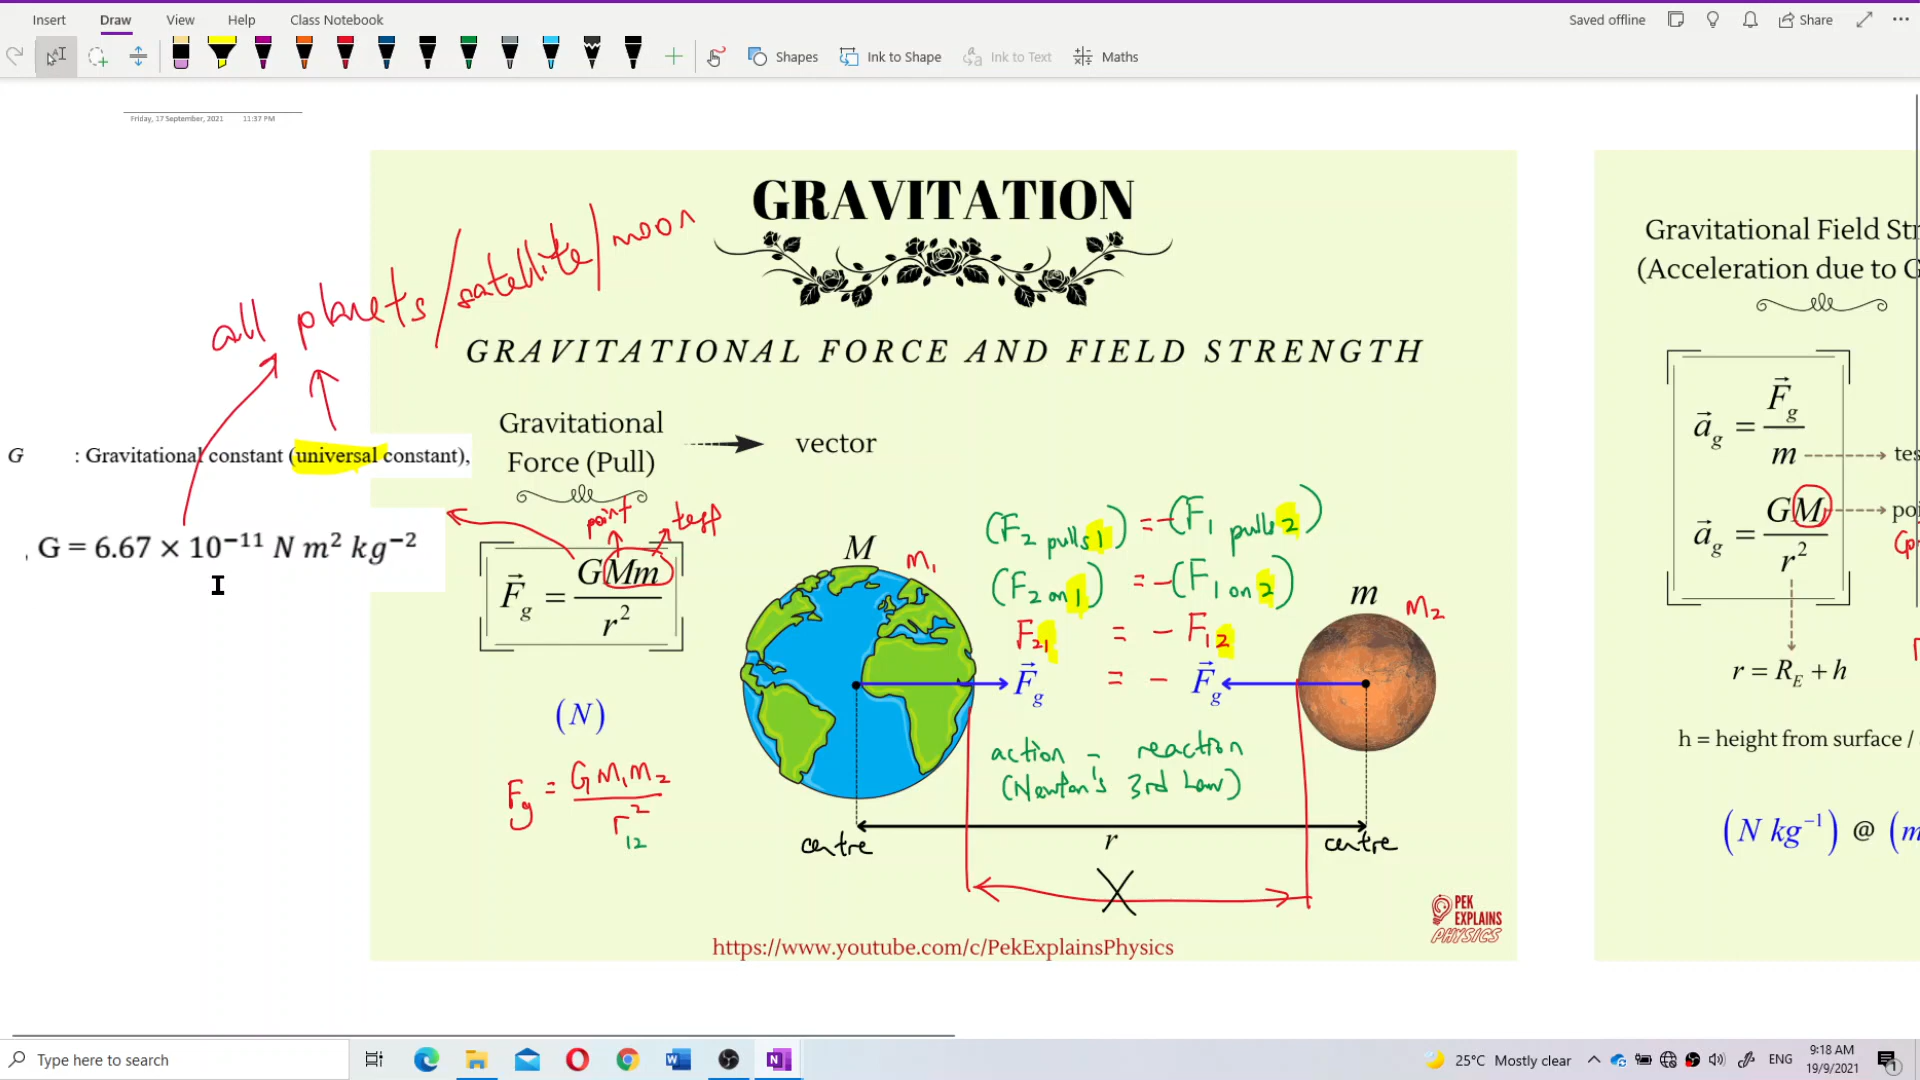 Insert Draw View Help Class Notebook
Saved offline Share
Shapes Ink to Shape Ink to Text Maths
Friday, 17 September, 2021 11:37 PM
GRAVITATION
all planets/satellite/moon
GRAVITATIONAL FORCE AND FIELD STRENGTH
G : Gravitational constant (universal constant),
, G = 6.67 × 10⁻¹¹ N m² kg⁻²
Gravitational
Force (Pull)
vector
point test
F⃗g = GMm / r²
(N)
Fg = G M₁ M₂ / r₁₂²
M M₁
m M₂
(F₂ pulls 1) = -(F₁ pulls 2)
(F₂ on 1) = -(F₁ on 2)
F₂₁ = - F₁₂
F⃗g = - F⃗g
action - reaction
(Newton's 3rd Law)
centre r centre
X
PEK
EXPLAINS
PHYSICS
https://www.youtube.com/c/PekExplainsPhysics
Gravitational Field Str
(Acceleration due to G
a⃗g = F⃗g / m
tes
a⃗g = GM / r²
poi
r = R_E + h
h = height from surface /
(N kg⁻¹) @ (m
Type here to search
25°C Mostly clear
ENG
9:18 AM
19/9/2021
1